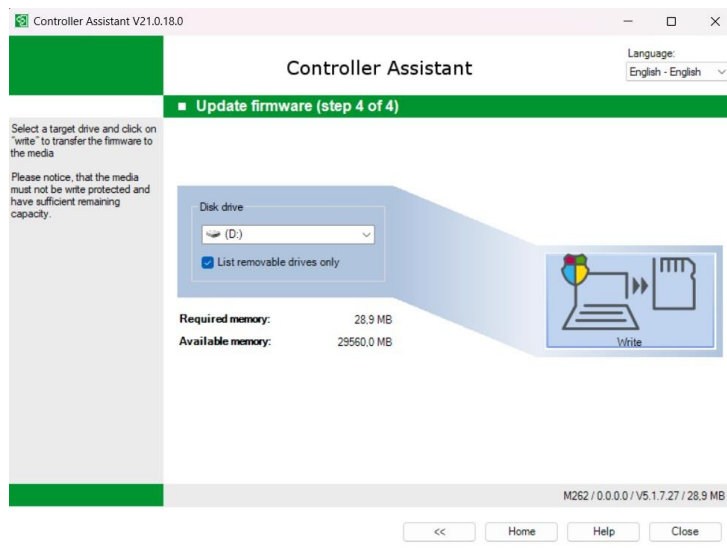 Controller Assistant V21.0.18.0
Controller Assistant
Language:
English - English
Update firmware (step 4 of 4)
Select a target drive and click on
"write" to transfer the firmware to
the media
Please notice, that the media
must not be write protected and
have sufficient remaining
capacity.
Disk drive
(D:)
List removable drives only
Required memory: 28,9 MB
Available memory: 29560,0 MB
Write
M262 / 0.0.0.0 / V5.1.7.27 / 28,9 MB
<< Home Help Close